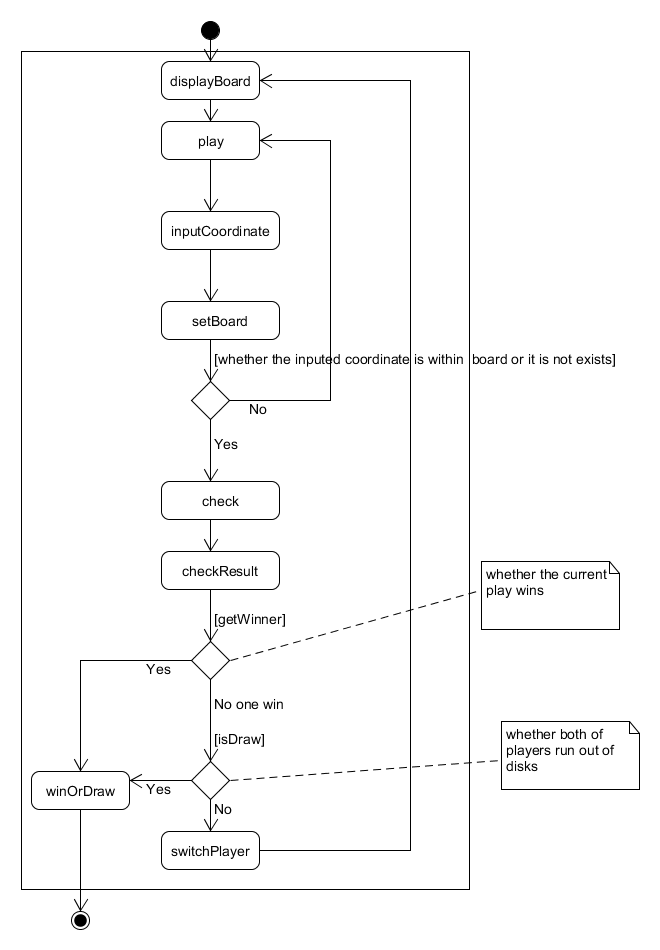 displayBoard
play
inputCoordinate
setBoard
[whether the inputed coordinate is within  board or it is not exists]
No
Yes
check
checkResult
whether the current
play wins
[getWinner]
Yes
No one win
[isDraw]
whether both of
players run out of
disks
winOrDraw
Yes
No
switchPlayer